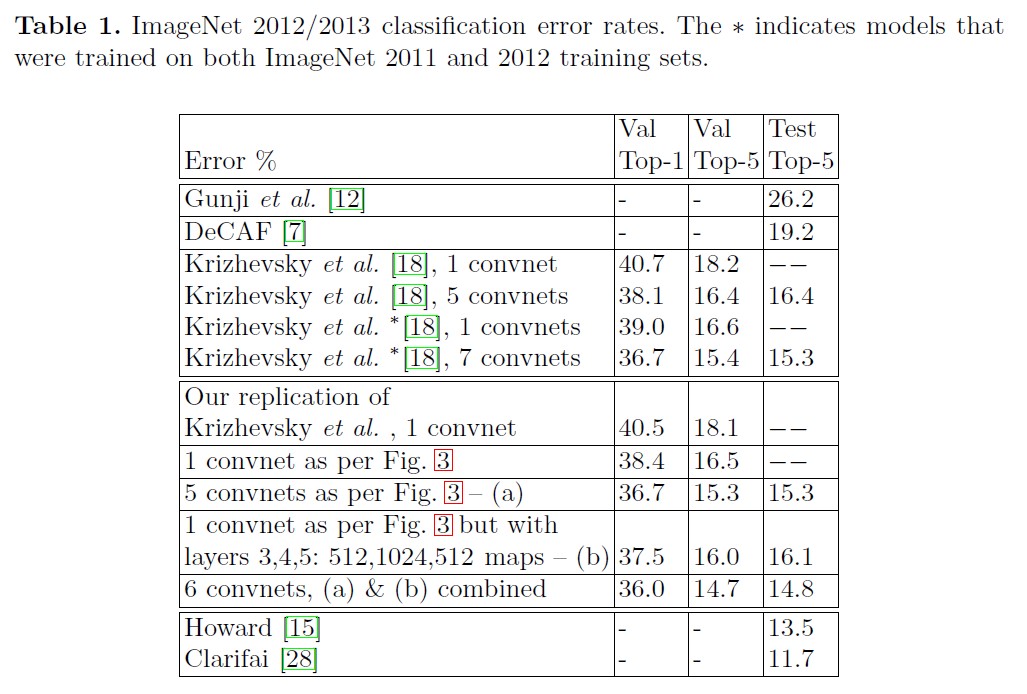 Table 1. ImageNet 2012/2013 classification error rates. The ∗ indicates models that
were trained on both ImageNet 2011 and 2012 training sets.
Val Val Test
Error % Top-1 Top-5 Top-5
Gunji et al. [12] - - 26.2
DeCAF [7] - - 19.2
Krizhevsky et al. [18], 1 convnet 40.7 18.2 −−
Krizhevsky et al. [18], 5 convnets 38.1 16.4 16.4
Krizhevsky et al. *[18], 1 convnets 39.0 16.6 −−
Krizhevsky et al. *[18], 7 convnets 36.7 15.4 15.3
Our replication of
Krizhevsky et al. , 1 convnet 40.5 18.1 −−
1 convnet as per Fig. 3 38.4 16.5 −−
5 convnets as per Fig. 3 – (a) 36.7 15.3 15.3
1 convnet as per Fig. 3 but with
layers 3,4,5: 512,1024,512 maps – (b) 37.5 16.0 16.1
6 convnets, (a) & (b) combined 36.0 14.7 14.8
Howard [15] - - 13.5
Clarifai [28] - - 11.7